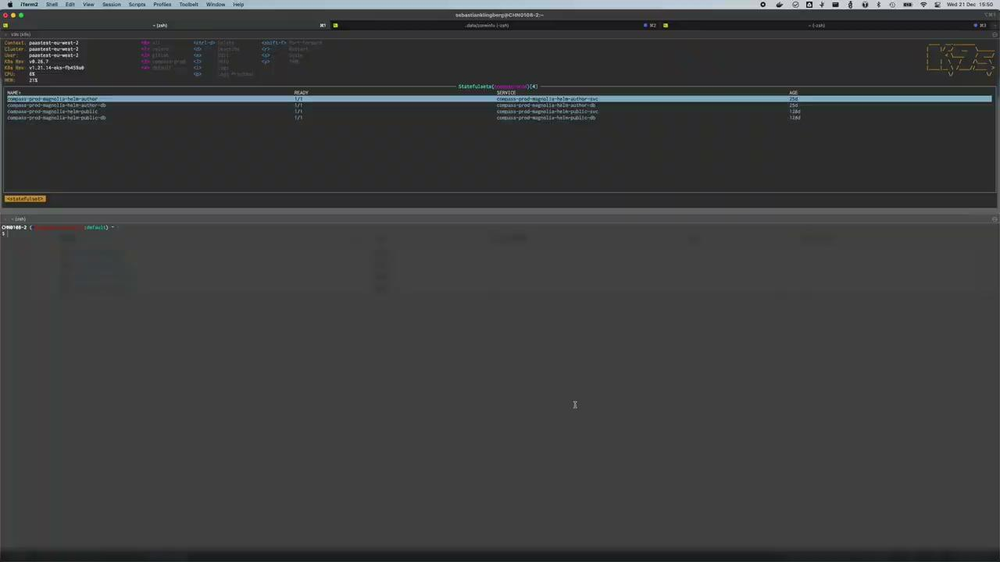 iTerm2 Shell Edit View Session Scripts Profiles Toolbelt Window Help Wed 21 Dec 15:50
sebastianklingberg@CHN0108-2:~
~ (zsh) ⌘1 ..data/corminfo (-zsh) ⌘2 ~ (-zsh) ⌘3
k9s (k9s)
Context: paastest-eu-west-2 <0> all <ctrl-d> Delete <shift-f> Port-Forward
Cluster: paastest-eu-west-2 <1> velero <d> Describe <r> Restart
User: paastest-eu-west-2 <2> gitlab <e> Edit <s> Scale
K9s Rev: v0.26.7 <3> compass-prod <?> Help <y> YAML
K8s Rev: v1.21.14-eks-fb459a0 <4> default <l> Logs
CPU: 6% <p> Logs Previous
MEM: 21%
Statefulsets(compass-prod)[4]
NAME↑ READY SERVICE AGE
compass-prod-magnolia-helm-author 1/1 compass-prod-magnolia-helm-author-svc 25d
compass-prod-magnolia-helm-author-db 1/1 compass-prod-magnolia-helm-author-db 25d
compass-prod-magnolia-helm-public 1/1 compass-prod-magnolia-helm-public-svc 128d
compass-prod-magnolia-helm-public-db 1/1 compass-prod-magnolia-helm-public-db 128d
<statefulset>
~ (zsh)
CHN0108-2 ( :default) ~
$